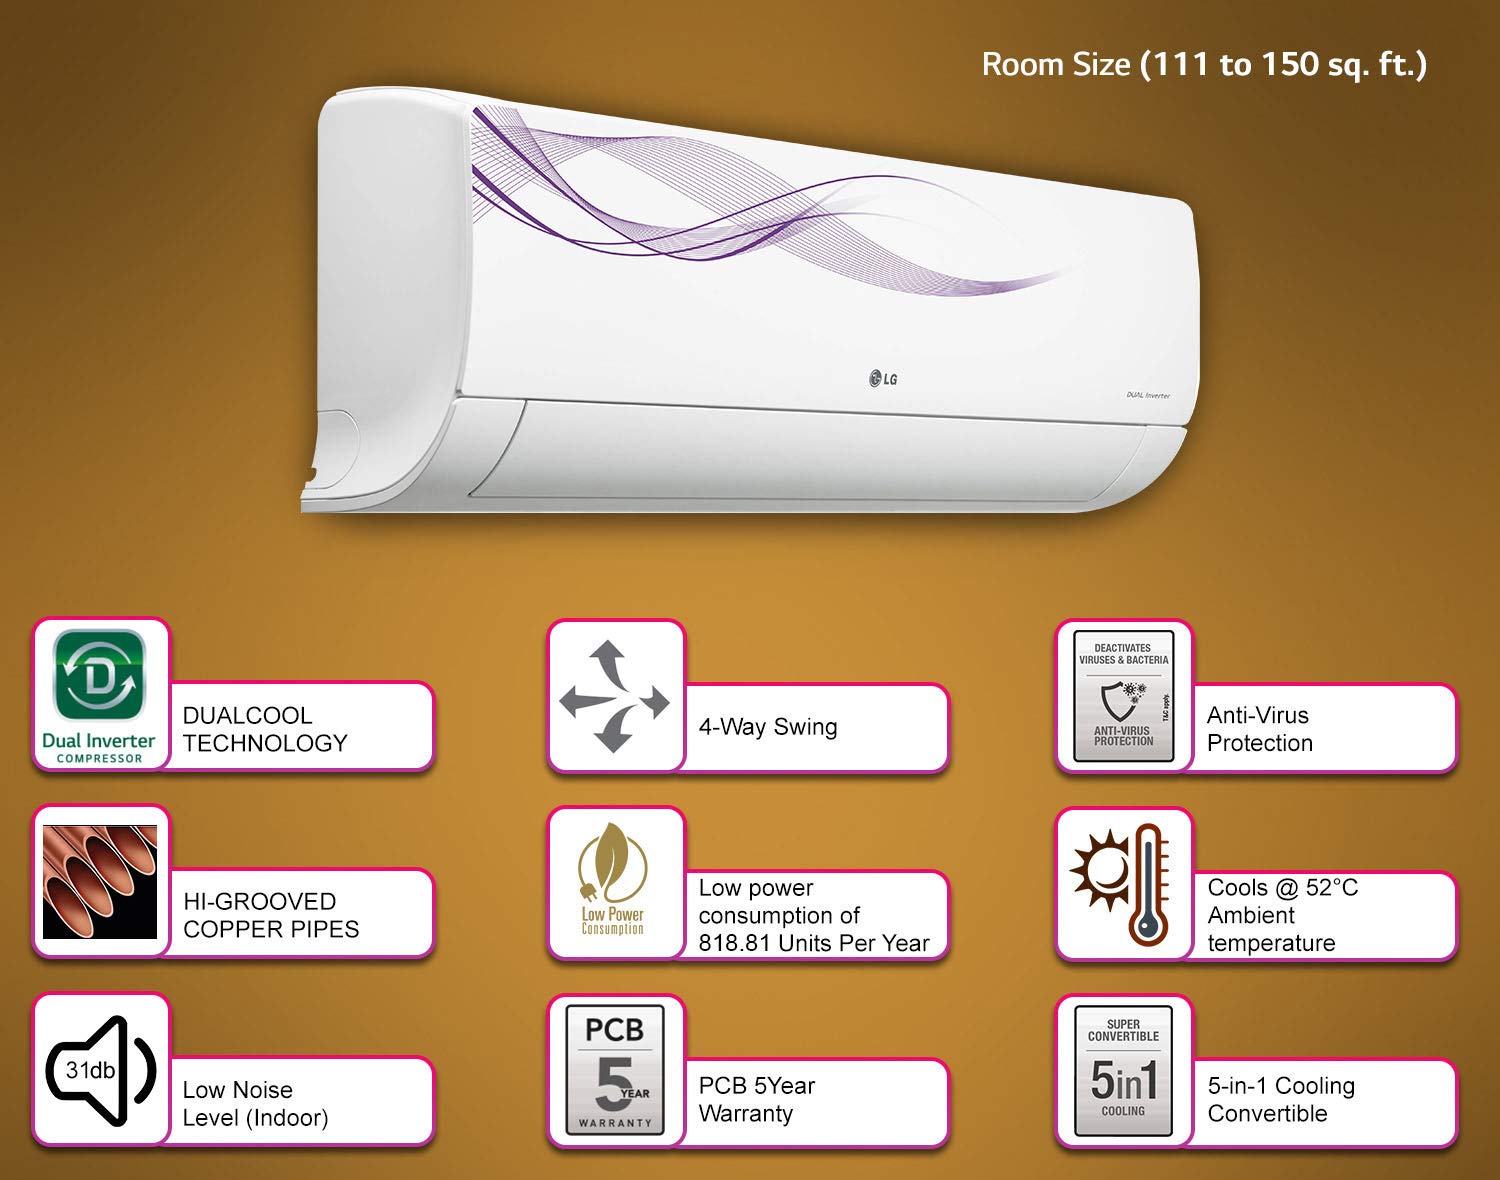 Room Size (111 to 150 sq. ft.)
LG
DUAL Inverter
D
Dual Inverter
COMPRESSOR
DUALCOOL
TECHNOLOGY
4-Way Swing
DEACTIVATES
VIRUSES & BACTERIA
ANTI-VIRUS
PROTECTION
T&C apply.
Anti-Virus
Protection
HI-GROOVED
COPPER PIPES
Low Power
Consumption
Low power
consumption of
818.81 Units Per Year
Cools @ 52°C
Ambient
temperature
31db
Low Noise
Level (Indoor)
PCB
5
YEAR
WARRANTY
PCB 5Year
Warranty
SUPER
CONVERTIBLE
5in1
COOLING
5-in-1 Cooling
Convertible